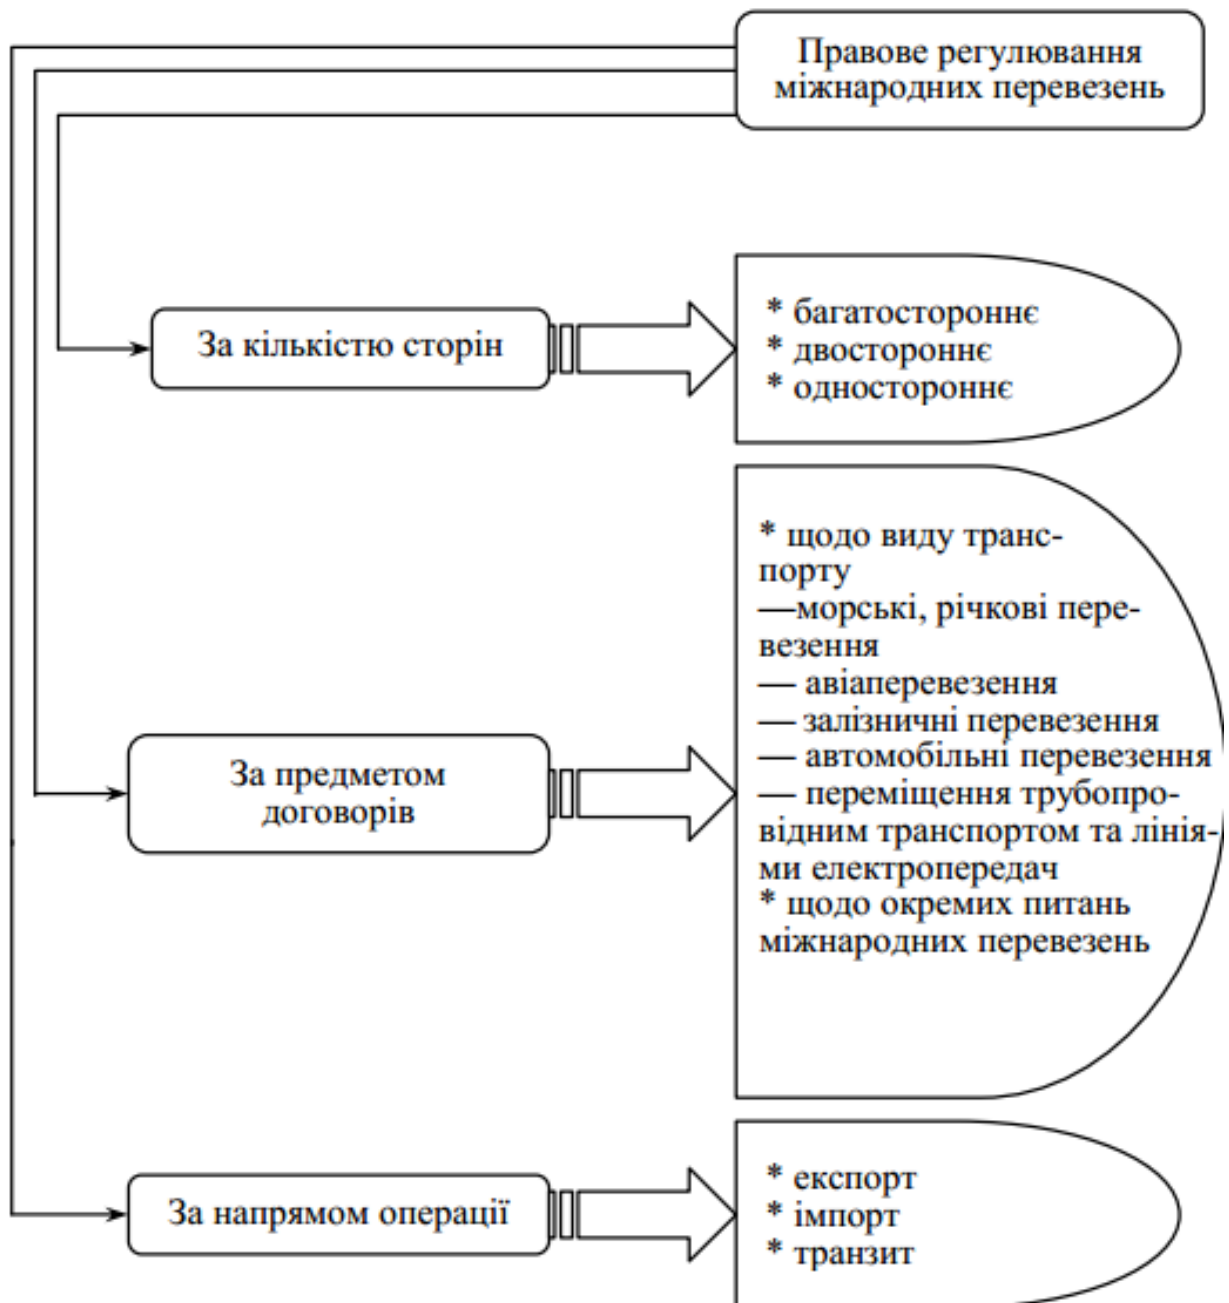 Правове регулювання
міжнародних перевезень
За кількістю сторін
* багатостороннє
* двостороннє
* одностороннє
За предметом
договорів
* щодо виду транс-
порту
—морські, річкові пере-
везення
— авіаперевезення
— залізничні перевезення
— автомобільні перевезення
— переміщення трубопро-
відним транспортом та ліні­я-
ми електропередач
* щодо окремих питань
міжнародних перевезень
За напрямом операції
* експорт
* імпорт
* транзит